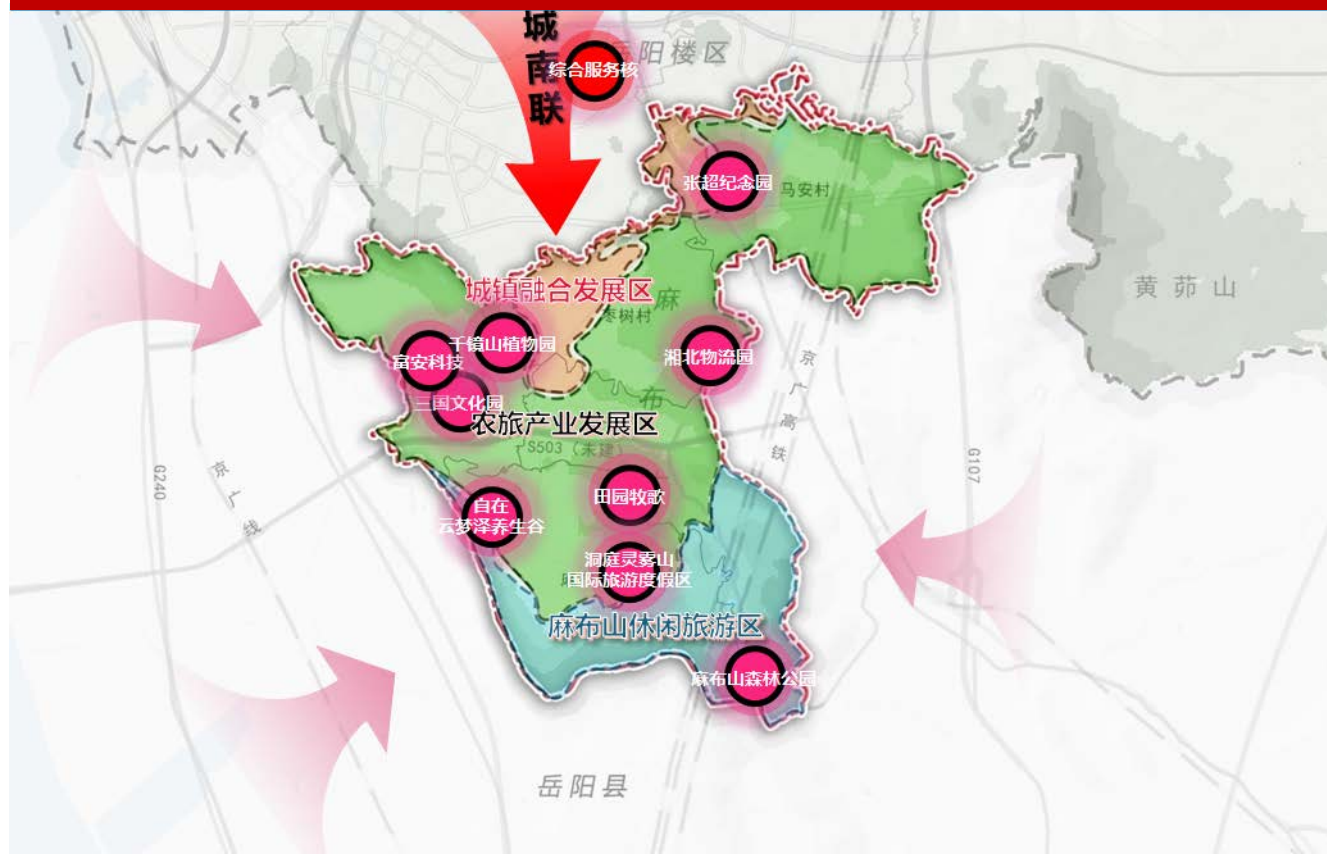 城南联
岳阳楼区
综合服务核
张超纪念园
马安村
黄茆山
城镇融合发展区
麻
枣树村
千镜山植物园
富安科技
湘北物流园
京广高铁
布
三国文化园
农旅产业发展区
S503（未建）
G240
京广线
G107
田园牧歌
自在
云梦泽养生谷
洞庭灵雾山
国际旅游度假区
麻布山休闲旅游区
麻布山森林公园
岳阳县